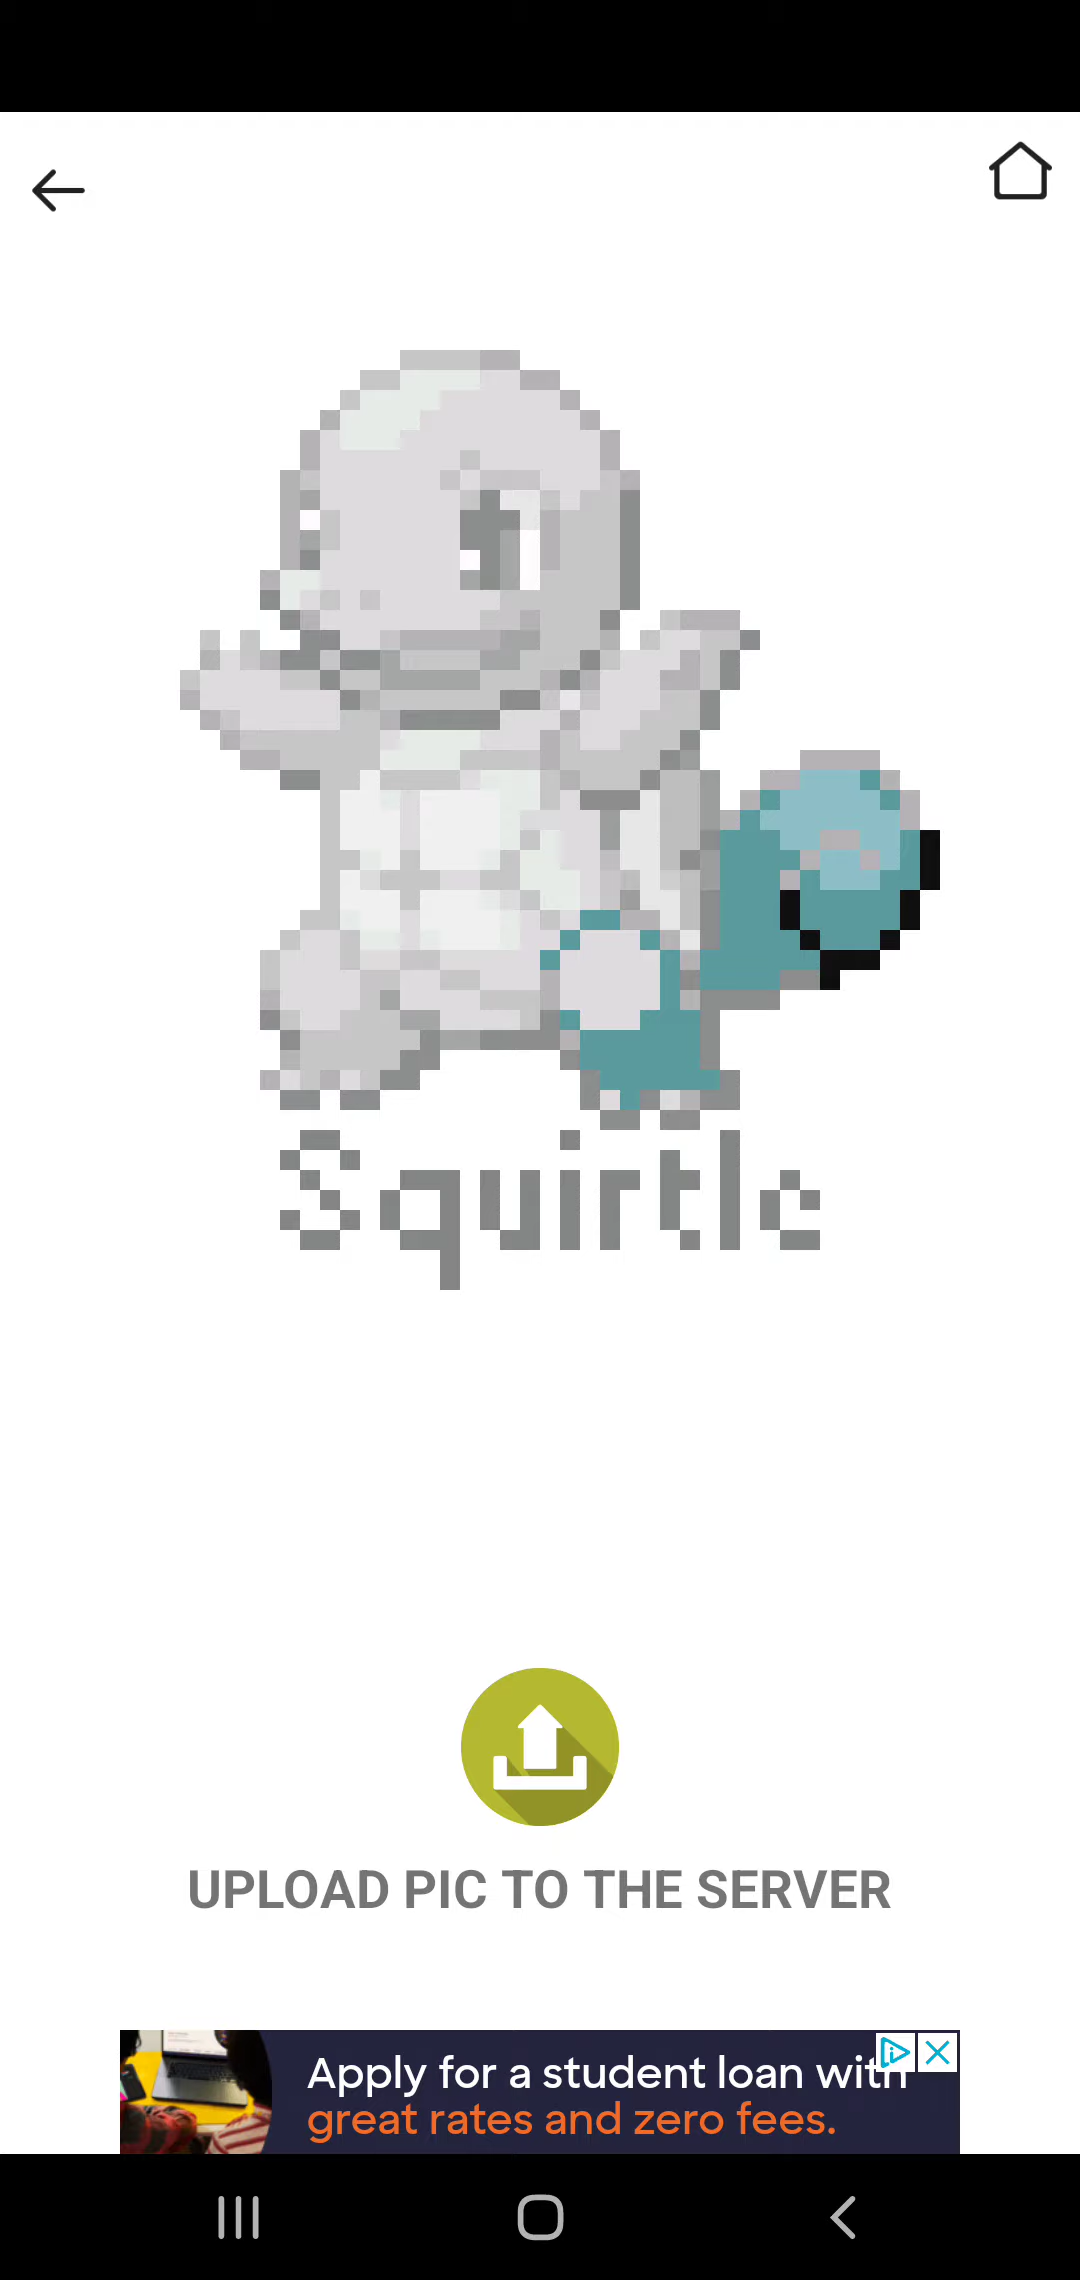 Squirtle
UPLOAD PIC TO THE SERVER
Apply for a student loan with
great rates and zero fees.